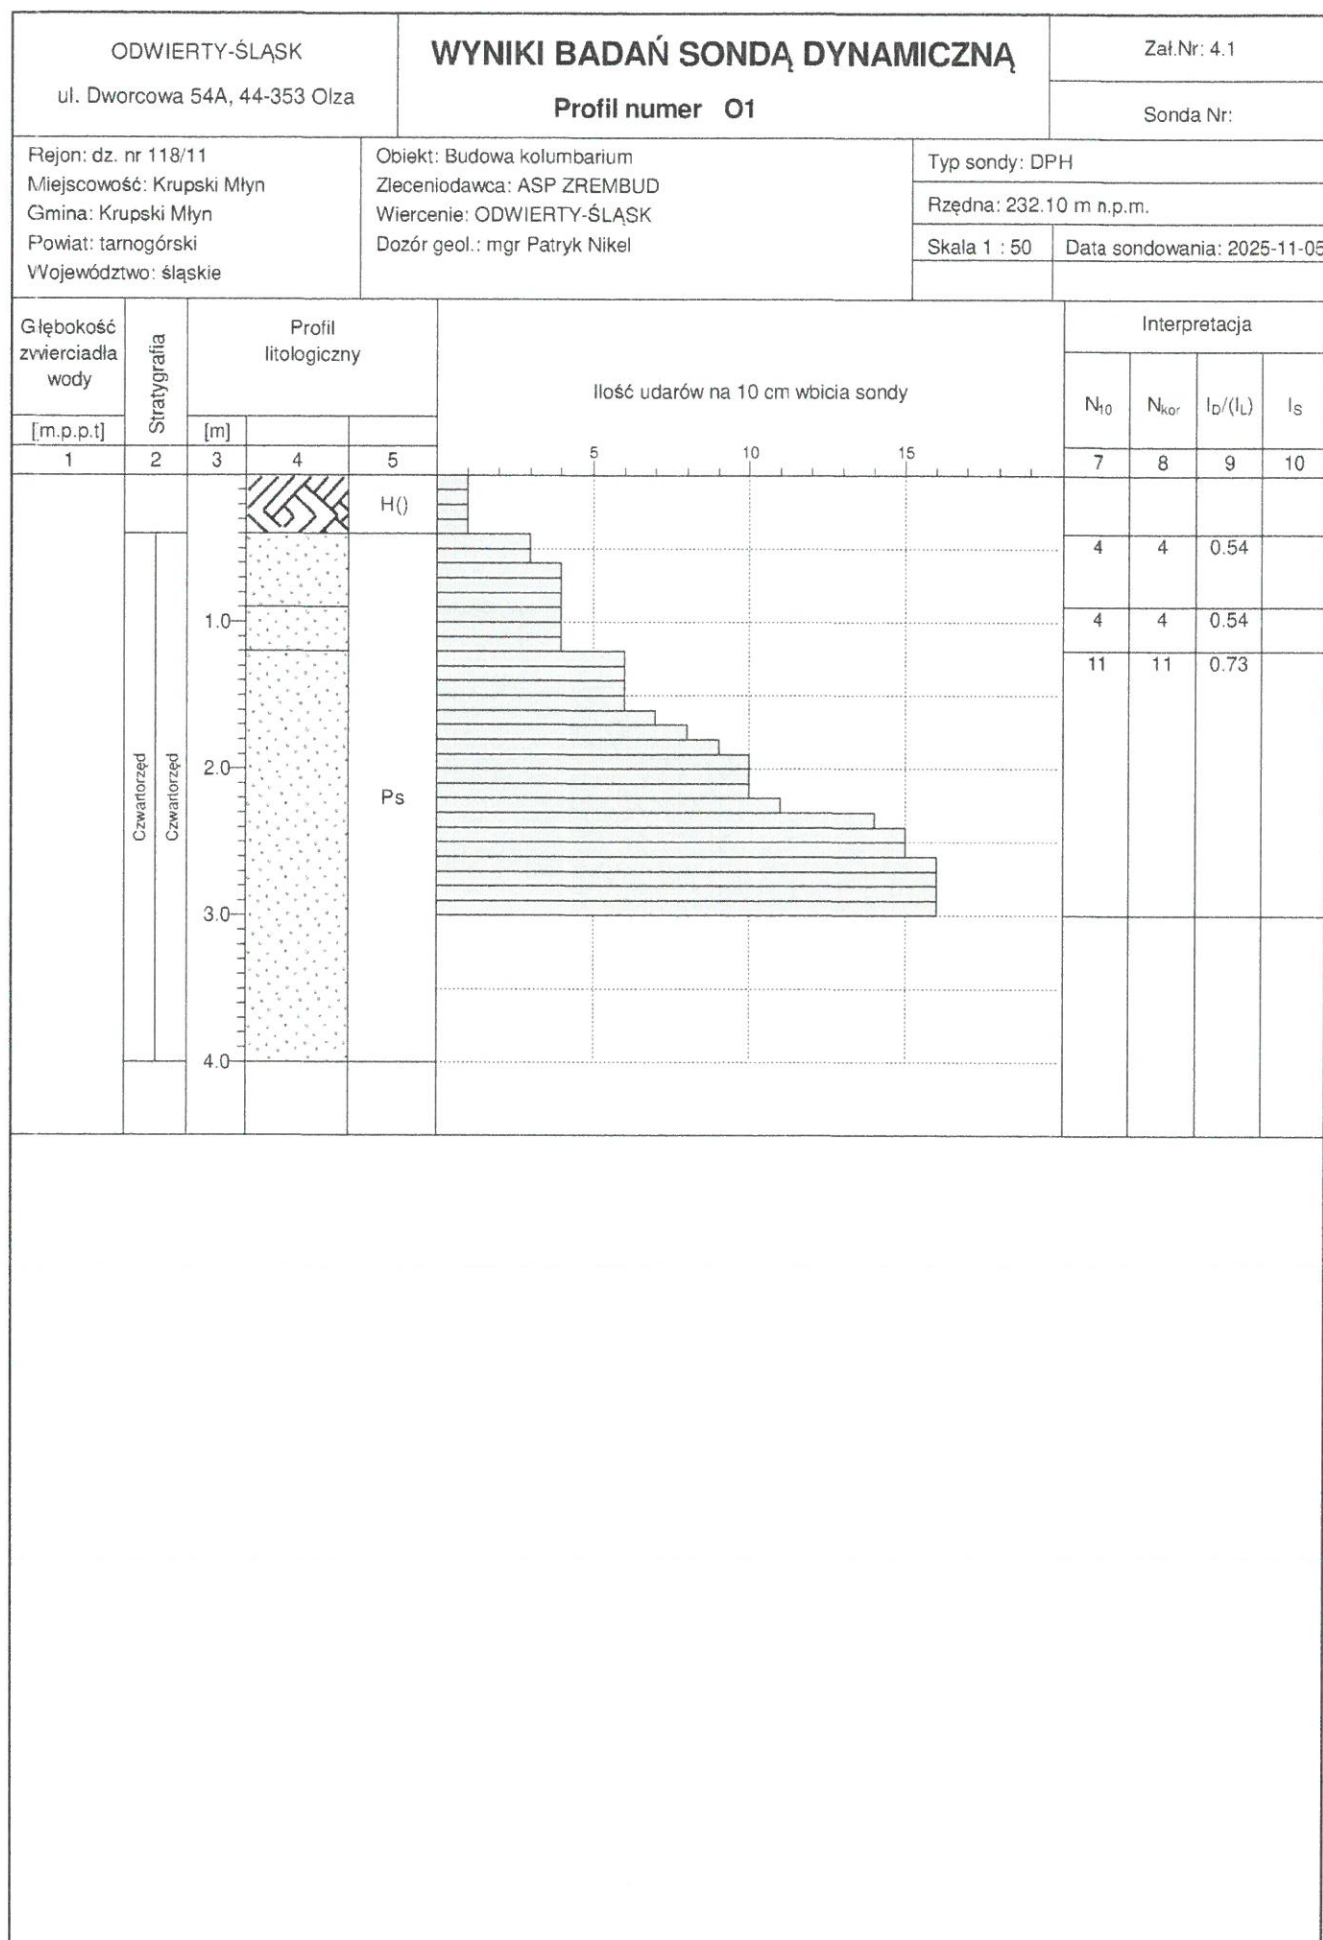 ODWIERTY-ŚLĄSK
ul. Dworcowa 54A, 44-353 Olza
WYNIKI BADAŃ SONDĄ DYNAMICZNĄ
Profil numer O1
Zał.Nr: 4.1
Sonda Nr:
Rejon: dz. nr 118/11
Miejscowość: Krupski Młyn
Gmina: Krupski Młyn
Powiat: tarnogórski
Województwo: śląskie
Obiekt: Budowa kolumbarium
Zleceniodawca: ASP ZREMBUD
Wiercenie: ODWIERTY-ŚLĄSK
Dozór geol.: mgr Patryk Nikel
Typ sondy: DPH
Rzędna: 232.10 m n.p.m.
Skala 1 : 50 Data sondowania: 2025-11-05
Głębokość
zwierciadła
wody
[m.p.p.t]
Stratygrafia
Profil
litologiczny
[m]
Ilość udarów na 10 cm wbicia sondy
Interpretacja
N10 Nkor ID/(IL) IS
1 2 3 4 5 5 10 15 7 8 9 10
H()
4 4 0.54
1.0 4 4 0.54
11 11 0.73
Czwartorzęd
Czwartorzęd
2.0
Ps
3.0
4.0